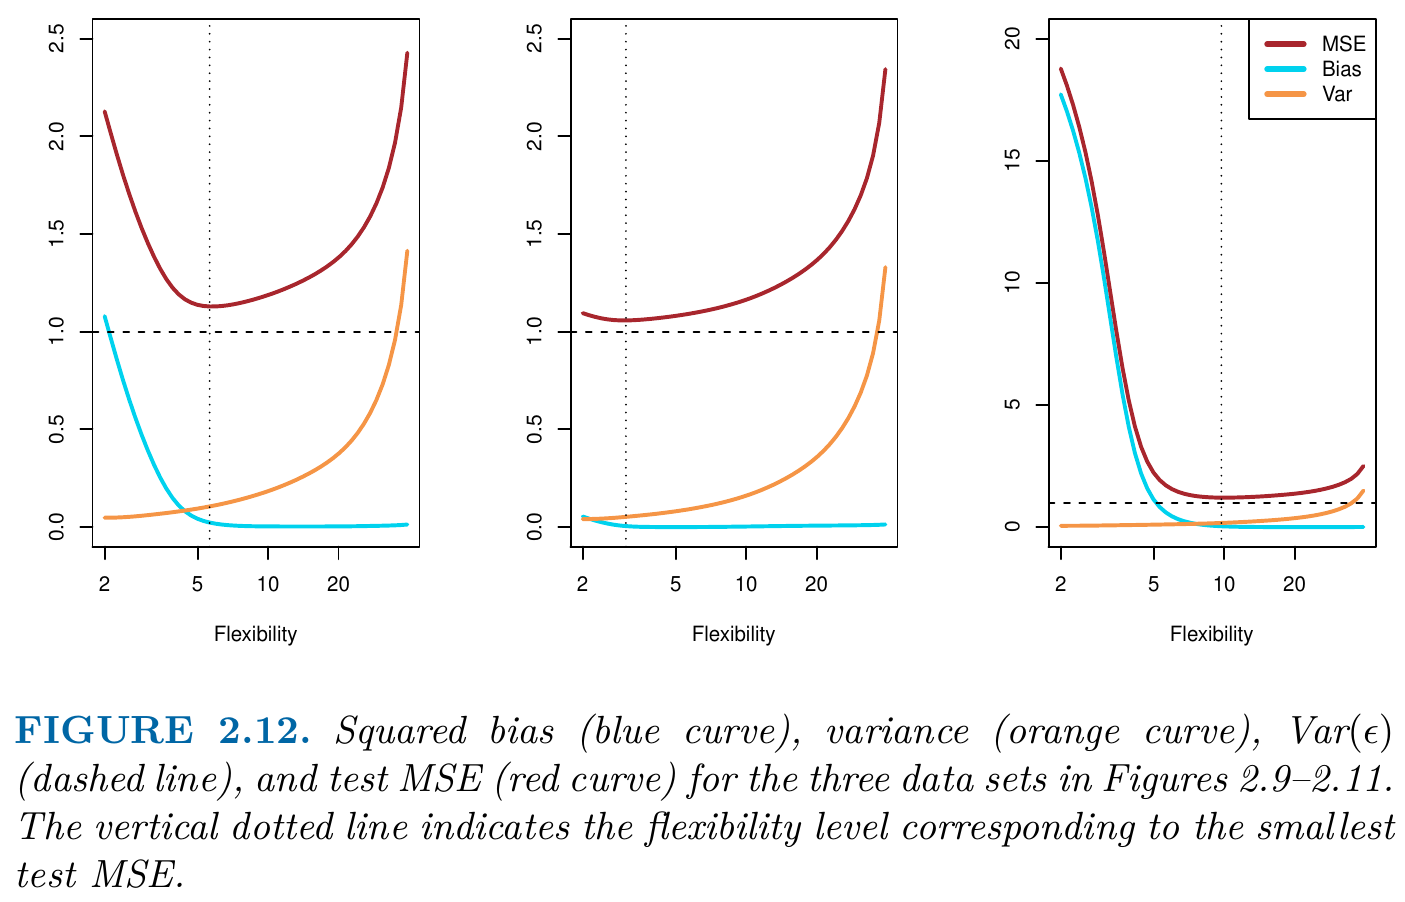 0.0 0.5 1.0 1.5 2.0 2.5
2 5 10 20
Flexibility
0.0 0.5 1.0 1.5 2.0 2.5
2 5 10 20
Flexibility
0 5 10 15 20
2 5 10 20
Flexibility
MSE
Bias
Var
FIGURE 2.12. Squared bias (blue curve), variance (orange curve), Var(ϵ)
(dashed line), and test MSE (red curve) for the three data sets in Figures 2.9–2.11.
The vertical dotted line indicates the flexibility level corresponding to the smallest
test MSE.